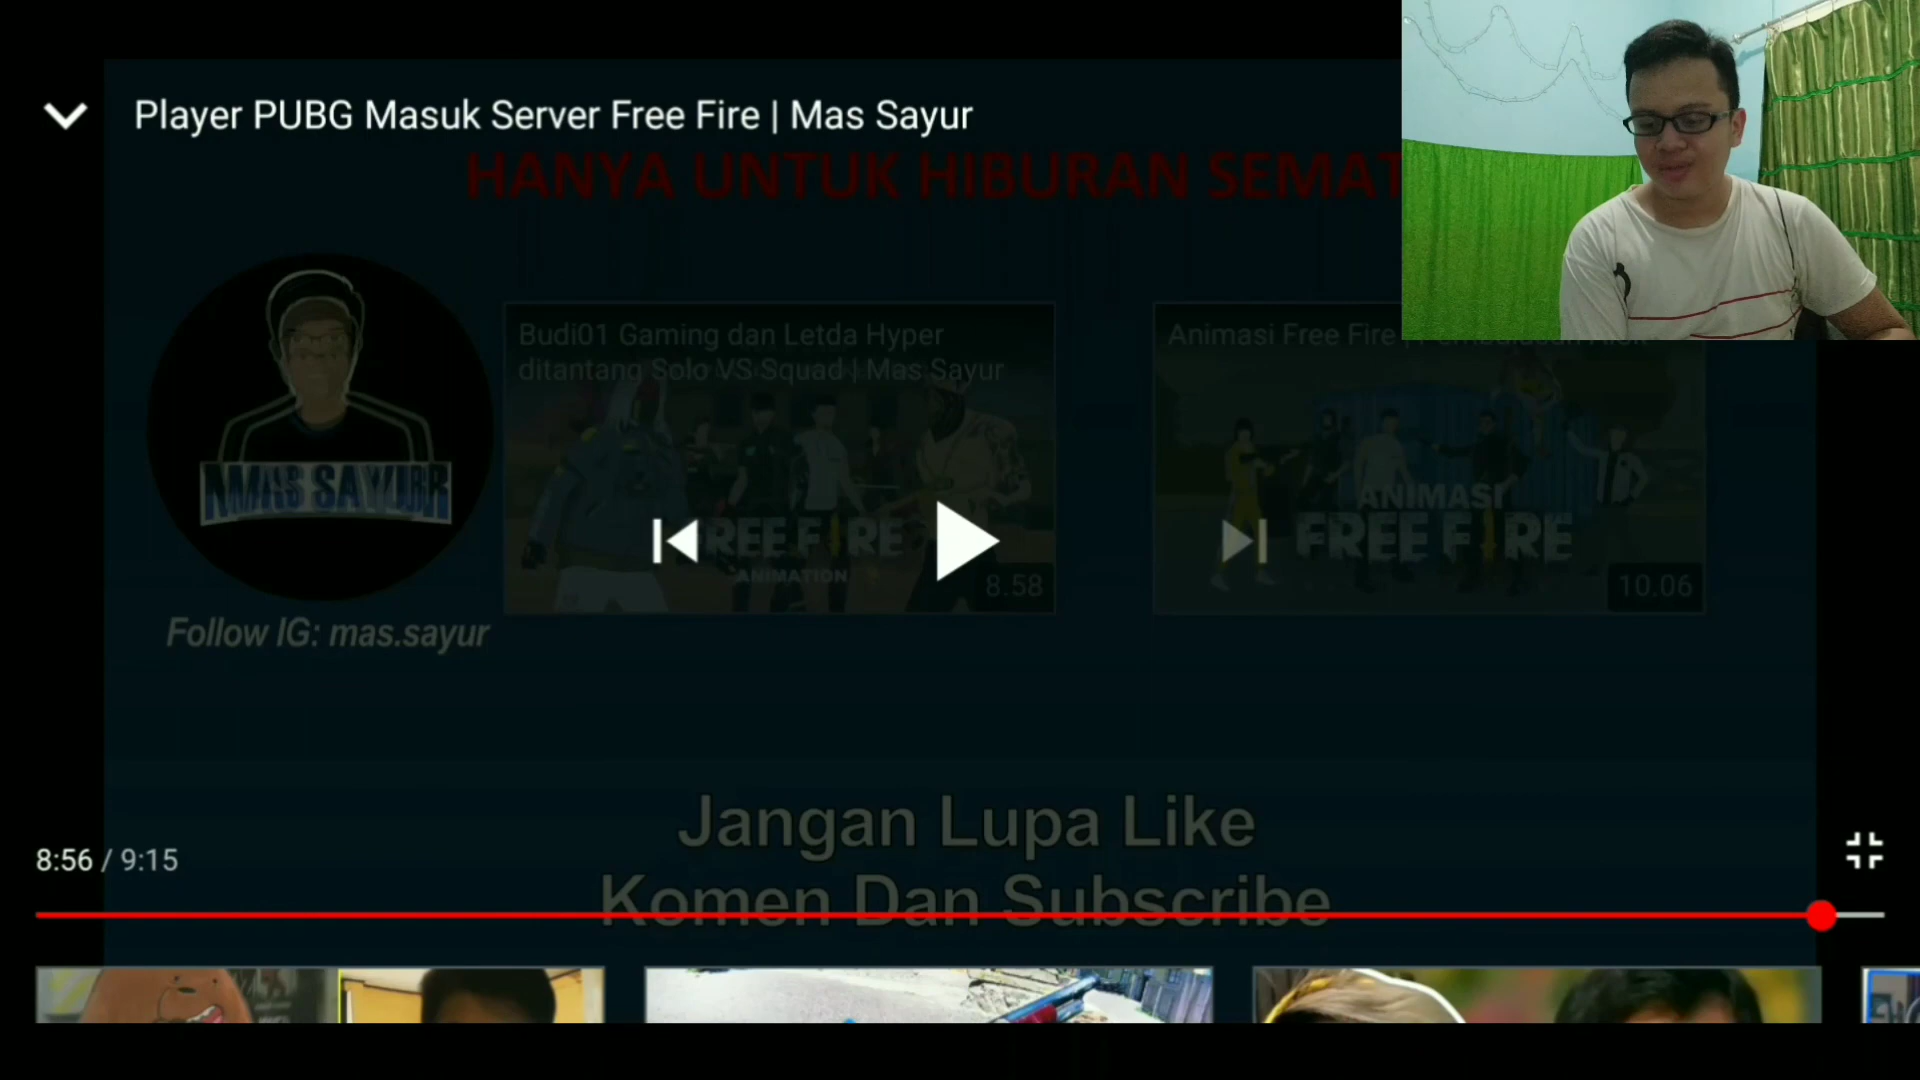 Player PUBG Masuk Server Free Fire | Mas Sayur
HANYA UNTUK HIBURAN
Budi01 Gaming dan Letda Hyper
ditantang Solo VS Squad | Mas Sayur
FREE FIRE
ANIMATION
8.58
Animasi Free Fire
ANIMASI
FREE FIRE
10.06
MAS SAYUR
Follow IG: mas.sayur
Jangan Lupa Like
Komen Dan Subscribe
8:56 / 9:15